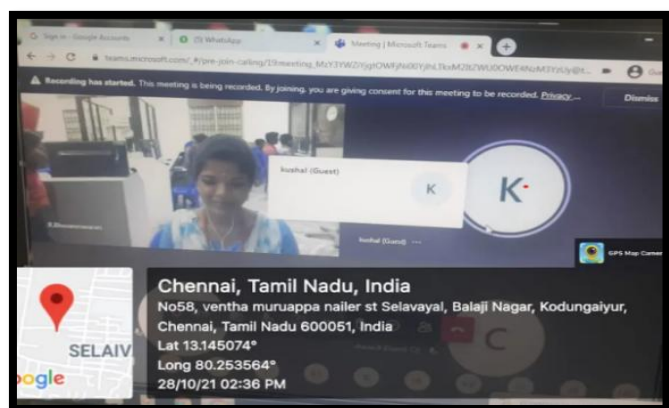 Sign in - Google Accounts
WhatsApp
Meeting | Microsoft Teams
Recording has started. This meeting is being recorded. By joining, you are giving consent for this meeting to be recorded. Privacy...
Dismiss
kushal (Guest)
K
K
kushal (Guest) ...
GPS Map Camer
Chennai, Tamil Nadu, India
No58, ventha muruappa nailer st Selavayal, Balaji Nagar, Kodungaiyur,
Chennai, Tamil Nadu 600051, India
Lat 13.145074°
Long 80.253564°
28/10/21 02:36 PM
SELAIV
ogle
C